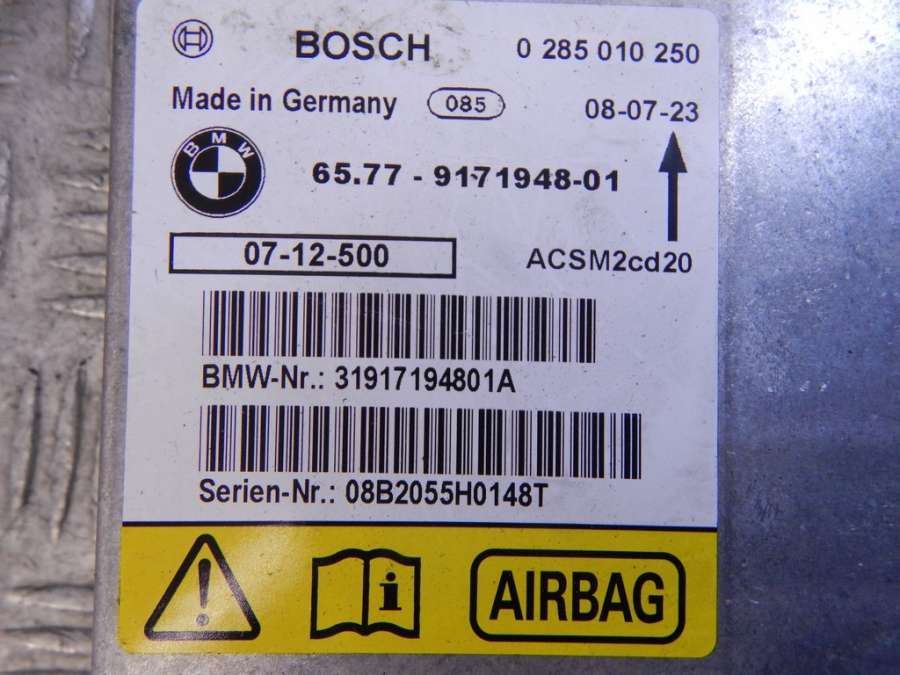 BOSCH 0 285 010 250
Made in Germany 085 08-07-23
BMW 65.77 - 9171948-01
07-12-500 ACSM2cd20
BMW-Nr.: 31917194801A
Serien-Nr.: 08B2055H0148T
i AIRBAG